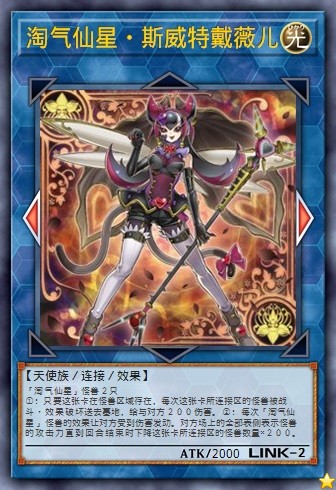 淘气仙星・斯威特戴薇儿
光
【天使族／连接／效果】
「淘气仙星」怪兽２只
①：只要这张卡在怪兽区域存在，每次这张卡所连接区的怪兽被战
斗・效果破坏送去墓地，给与对方２００伤害。②：每次「淘气仙
星」怪兽的效果让对方受到伤害发动。对方场上的全部表侧表示怪兽
的攻击力直到回合结束时下降这张卡所连接区的怪兽数量×２００。
ATK/2000 LINK-2